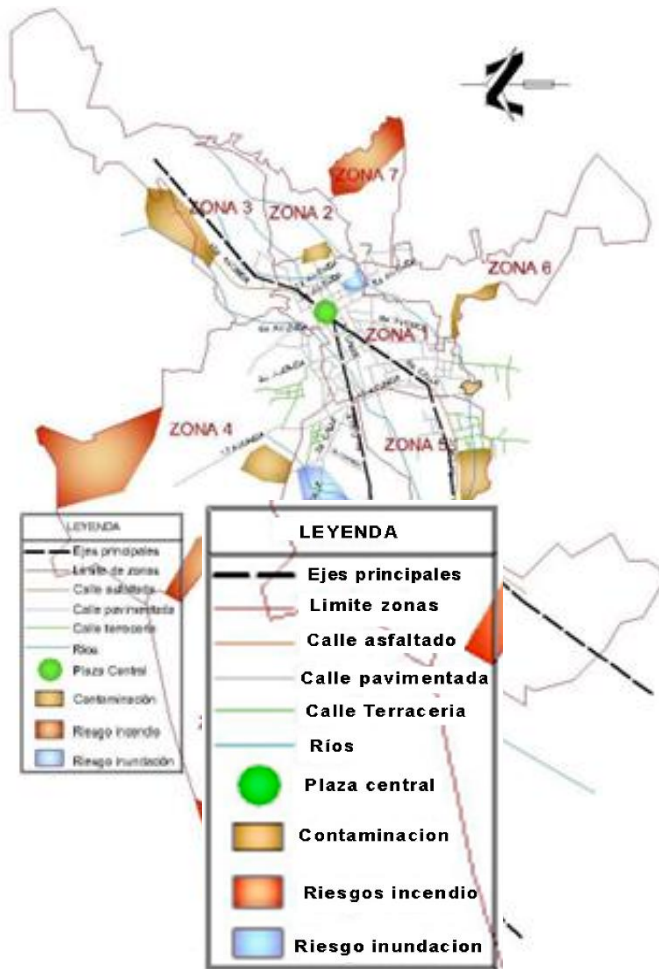 ZONA 7
ZONA 3
ZONA 2
ZONA 6
ZONA 1
ZONA 4
ZONA 5
LEYENDA
Ejes principales
Limite de zonas
Calle asfaltada
Calle pavimentada
Calle terraceria
Ríos
Plaza Central
Contaminación
Riesgo incendio
Riesgo inundación
LEYENDA
Ejes principales
Limite zonas
Calle asfaltado
Calle pavimentada
Calle Terraceria
Ríos
Plaza central
Contaminacion
Riesgos incendio
Riesgo inundacion